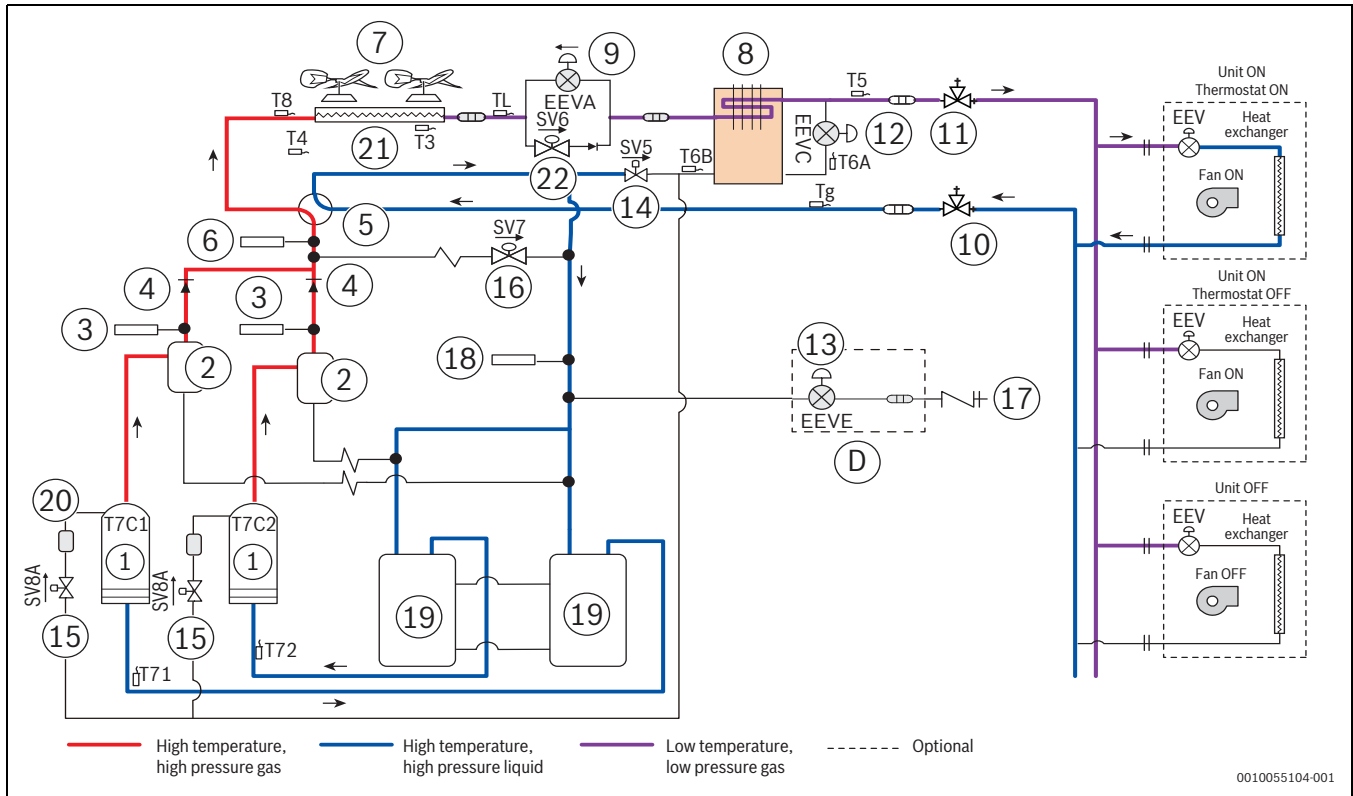 7
9
8
Unit ON
Thermostat ON
T8
TL
EEVA
SV6
T5
EEV
Heat
exchanger
T4
21
T3
EEVC
12
11
Fan ON
22
SV5
T6B
T6A
5
14
Tg
10
6
SV7
16
4
3
4
3
Unit ON
Thermostat OFF
EEV
Heat
exchanger
Fan ON
2
2
18
13
EEVE
17
D
Unit OFF
EEV
Heat
exchanger
Fan OFF
20
T7C1
1
T7C2
1
SV8A
SV8A
15
15
19
19
T71
T72
High temperature,
high pressure gas
High temperature,
high pressure liquid
Low temperature,
low pressure gas
Optional
0010055104-001